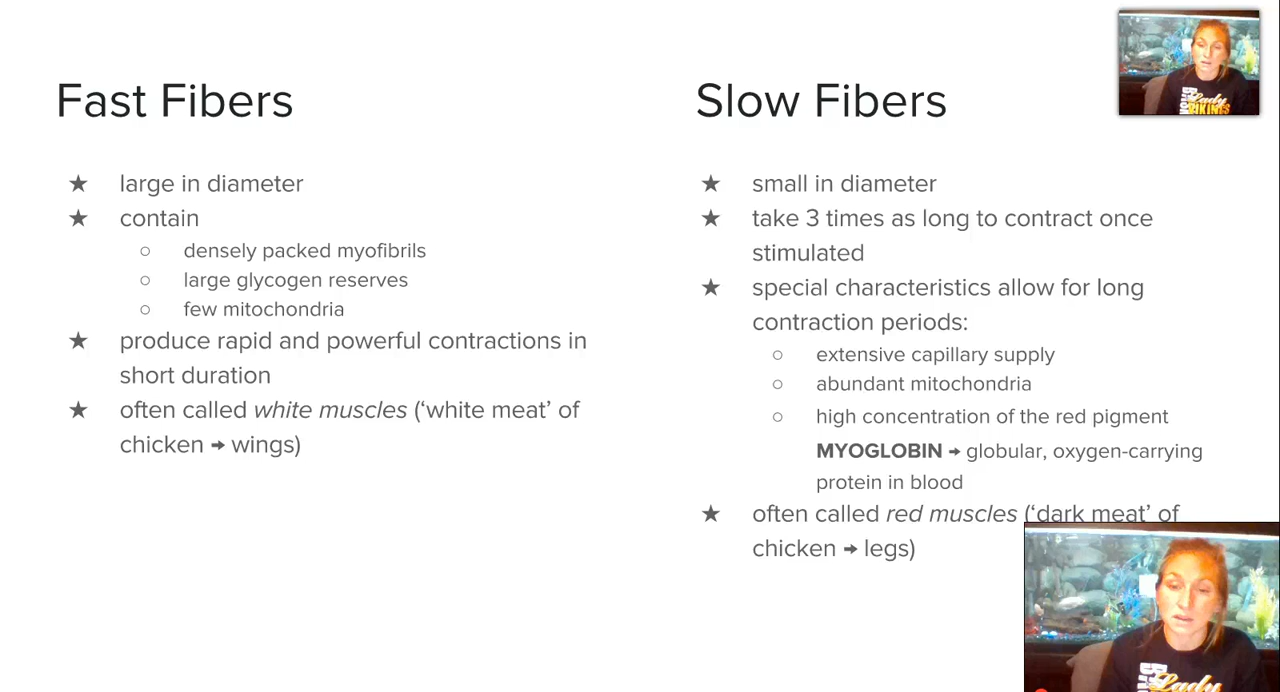 Fast Fibers
★ large in diameter
★ contain
○ densely packed myofibrils
○ large glycogen reserves
○ few mitochondria
★ produce rapid and powerful contractions in
short duration
★ often called white muscles (‘white meat’ of
chicken → wings)
Slow Fibers
★ small in diameter
★ take 3 times as long to contract once
stimulated
★ special characteristics allow for long
contraction periods:
○ extensive capillary supply
○ abundant mitochondria
○ high concentration of the red pigment
MYOGLOBIN → globular, oxygen-carrying
protein in blood
★ often called red muscles (‘dark meat’ of
chicken → legs)
Lady
Lady